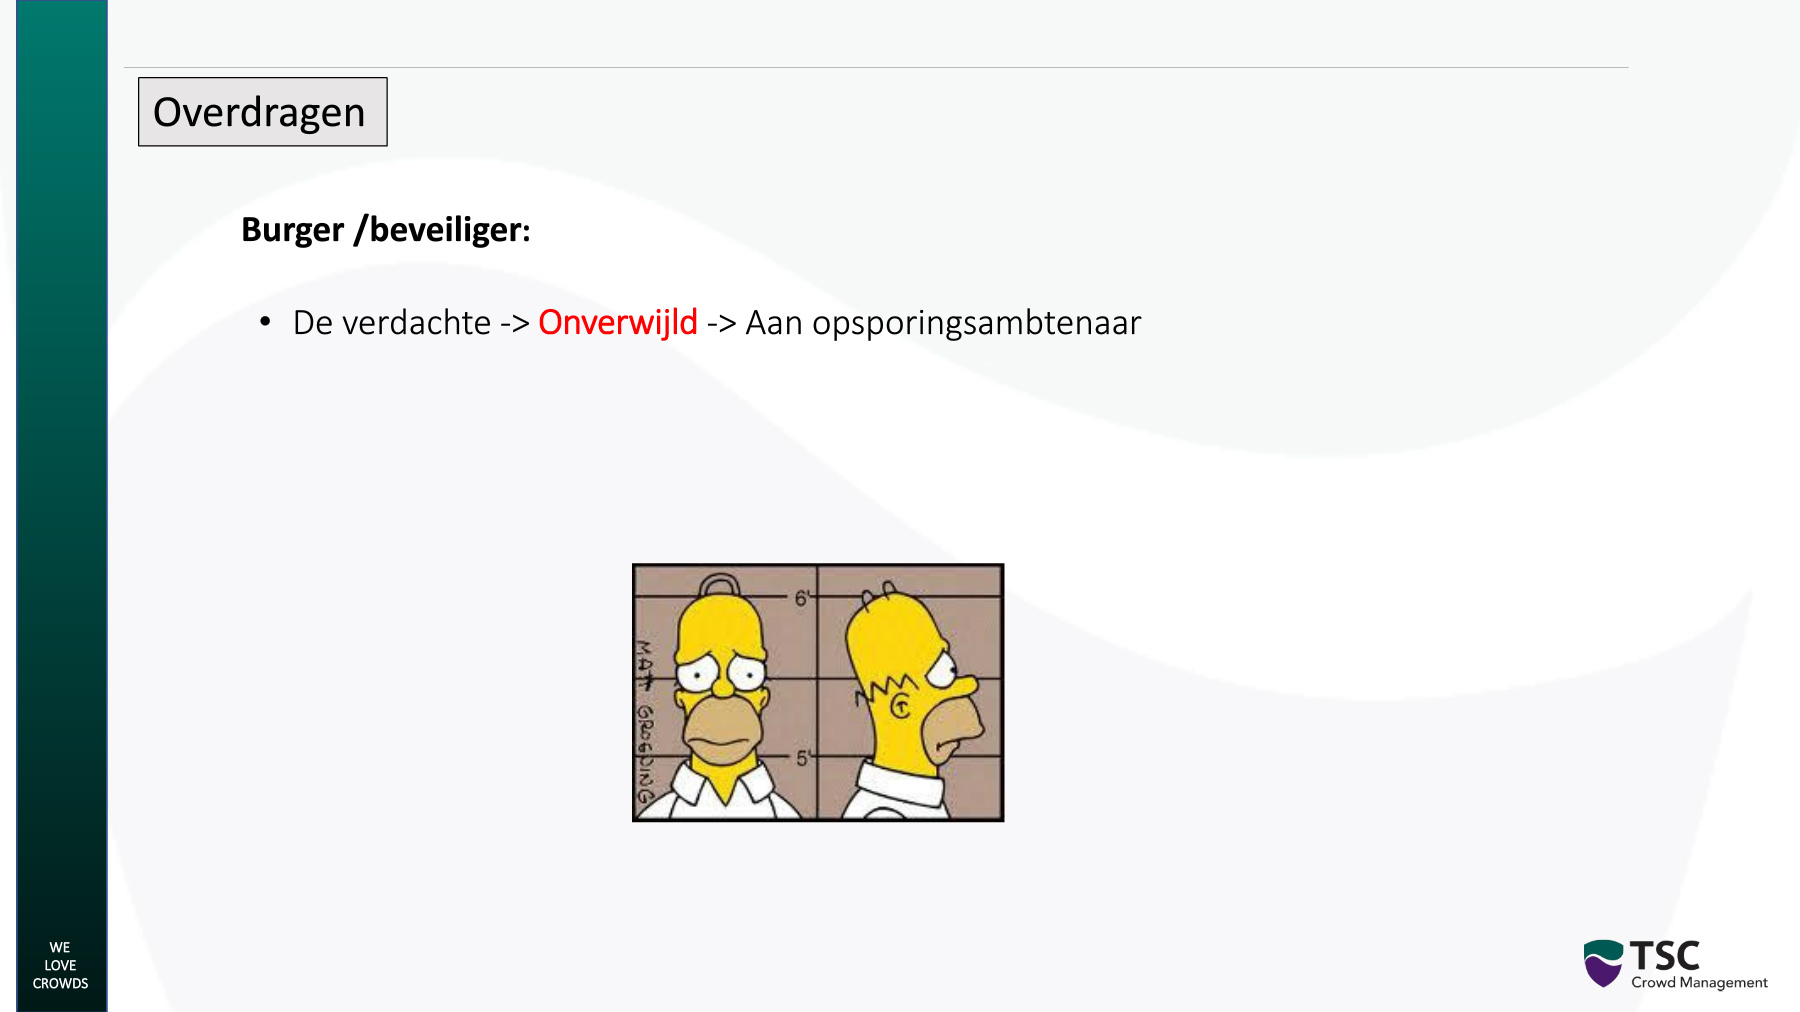 Overdragen
Burger /beveiliger:
• De verdachte -> Onverwijld -> Aan opsporingsambtenaar
6'
5'
MATT GROENING
WE
LOVE
CROWDS
TSC
Crowd Management